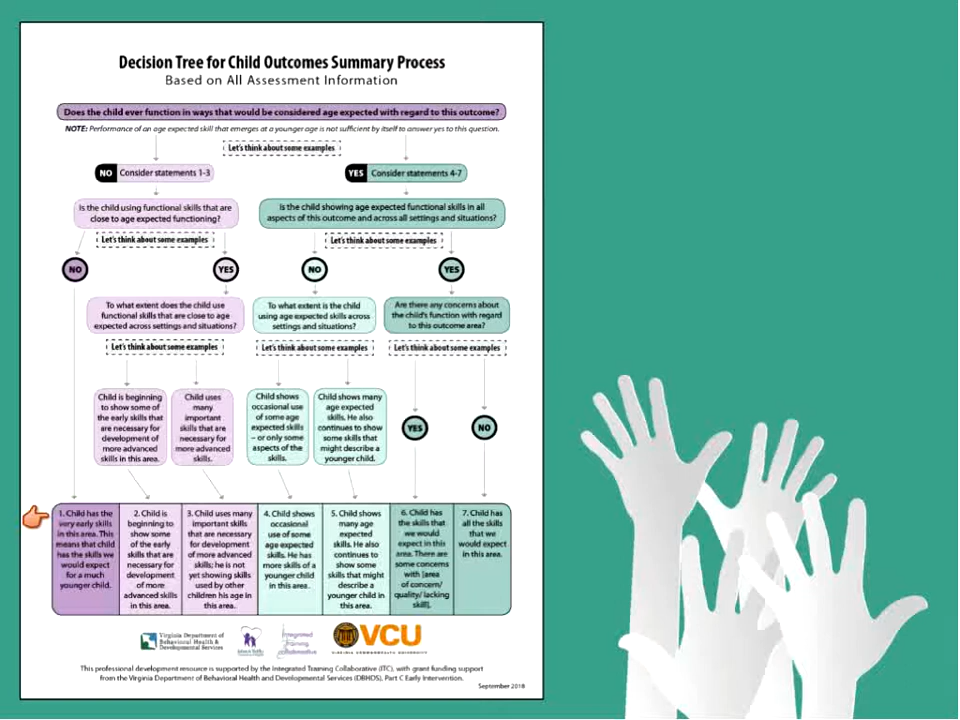 Decision Tree for Child Outcomes Summary Process
Based on All Assessment Information
Does the child ever function in ways that would be considered age expected with regard to this outcome?
NOTE: Performance of an age expected skill that emerges at a younger age is not sufficient by itself to answer yes to this question.
Let's think about some examples
NO Consider statements 1-3
YES Consider statements 4-7
Is the child using functional skills that are
close to age expected functioning?
Is the child showing age expected functional skills in all
aspects of this outcome and across all settings and situations?
Let's think about some examples
Let's think about some examples
NO
YES
NO
YES
To what extent does the child use
functional skills that are close to age
expected across settings and situations?
To what extent is the child
using age expected skills across
settings and situations?
Are there any concerns about
the child's function with regard
to this outcome area?
Let's think about some examples
Let's think about some examples
Let's think about some examples
Child is beginning
to show some of
the early skills that
are necessary for
development of
more advanced
skills in this area.
Child uses
many
important
skills that are
necessary for
more advanced
skills.
Child shows
occasional use
of some age
expected skills
– or only some
aspects of the
skills.
Child shows many
age expected
skills. He also
continues to show
some skills that
might describe a
younger child.
YES
NO
1. Child has the
very early skills
in this area. This
means that child
has the skills we
would expect
for a much
younger child.
2. Child is
beginning to
show some
of the early
skills that are
necessary for
development
of more
advanced skills
in this area.
3. Child uses many
important skills
that are necessary
for development
of more advanced
skills; he is not
yet showing skills
used by other
children his age in
this area.
4. Child shows
occasional
use of some
age expected
skills. He has
more skills of a
younger child
in this area.
5. Child shows
many age
expected
skills. He also
continues to
show some
skills that might
describe a
younger child in
this area.
6. Child has
the skills that
we would
expect in this
area. There are
some concerns
with [area
of concern/
quality/ lacking
skill].
7. Child has
all the skills
that we
would expect
in this area.
Virginia Department of
Behavioral Health &
Developmental Services
Integrated
Training
Collaborative
VCU
VIRGINIA COMMONWEALTH UNIVERSITY
This professional development resource is supported by the Integrated Training Collaborative (ITC), with grant funding support
from the Virginia Department of Behavioral Health and Developmental Services (DBHDS), Part C Early Intervention.
September 2018